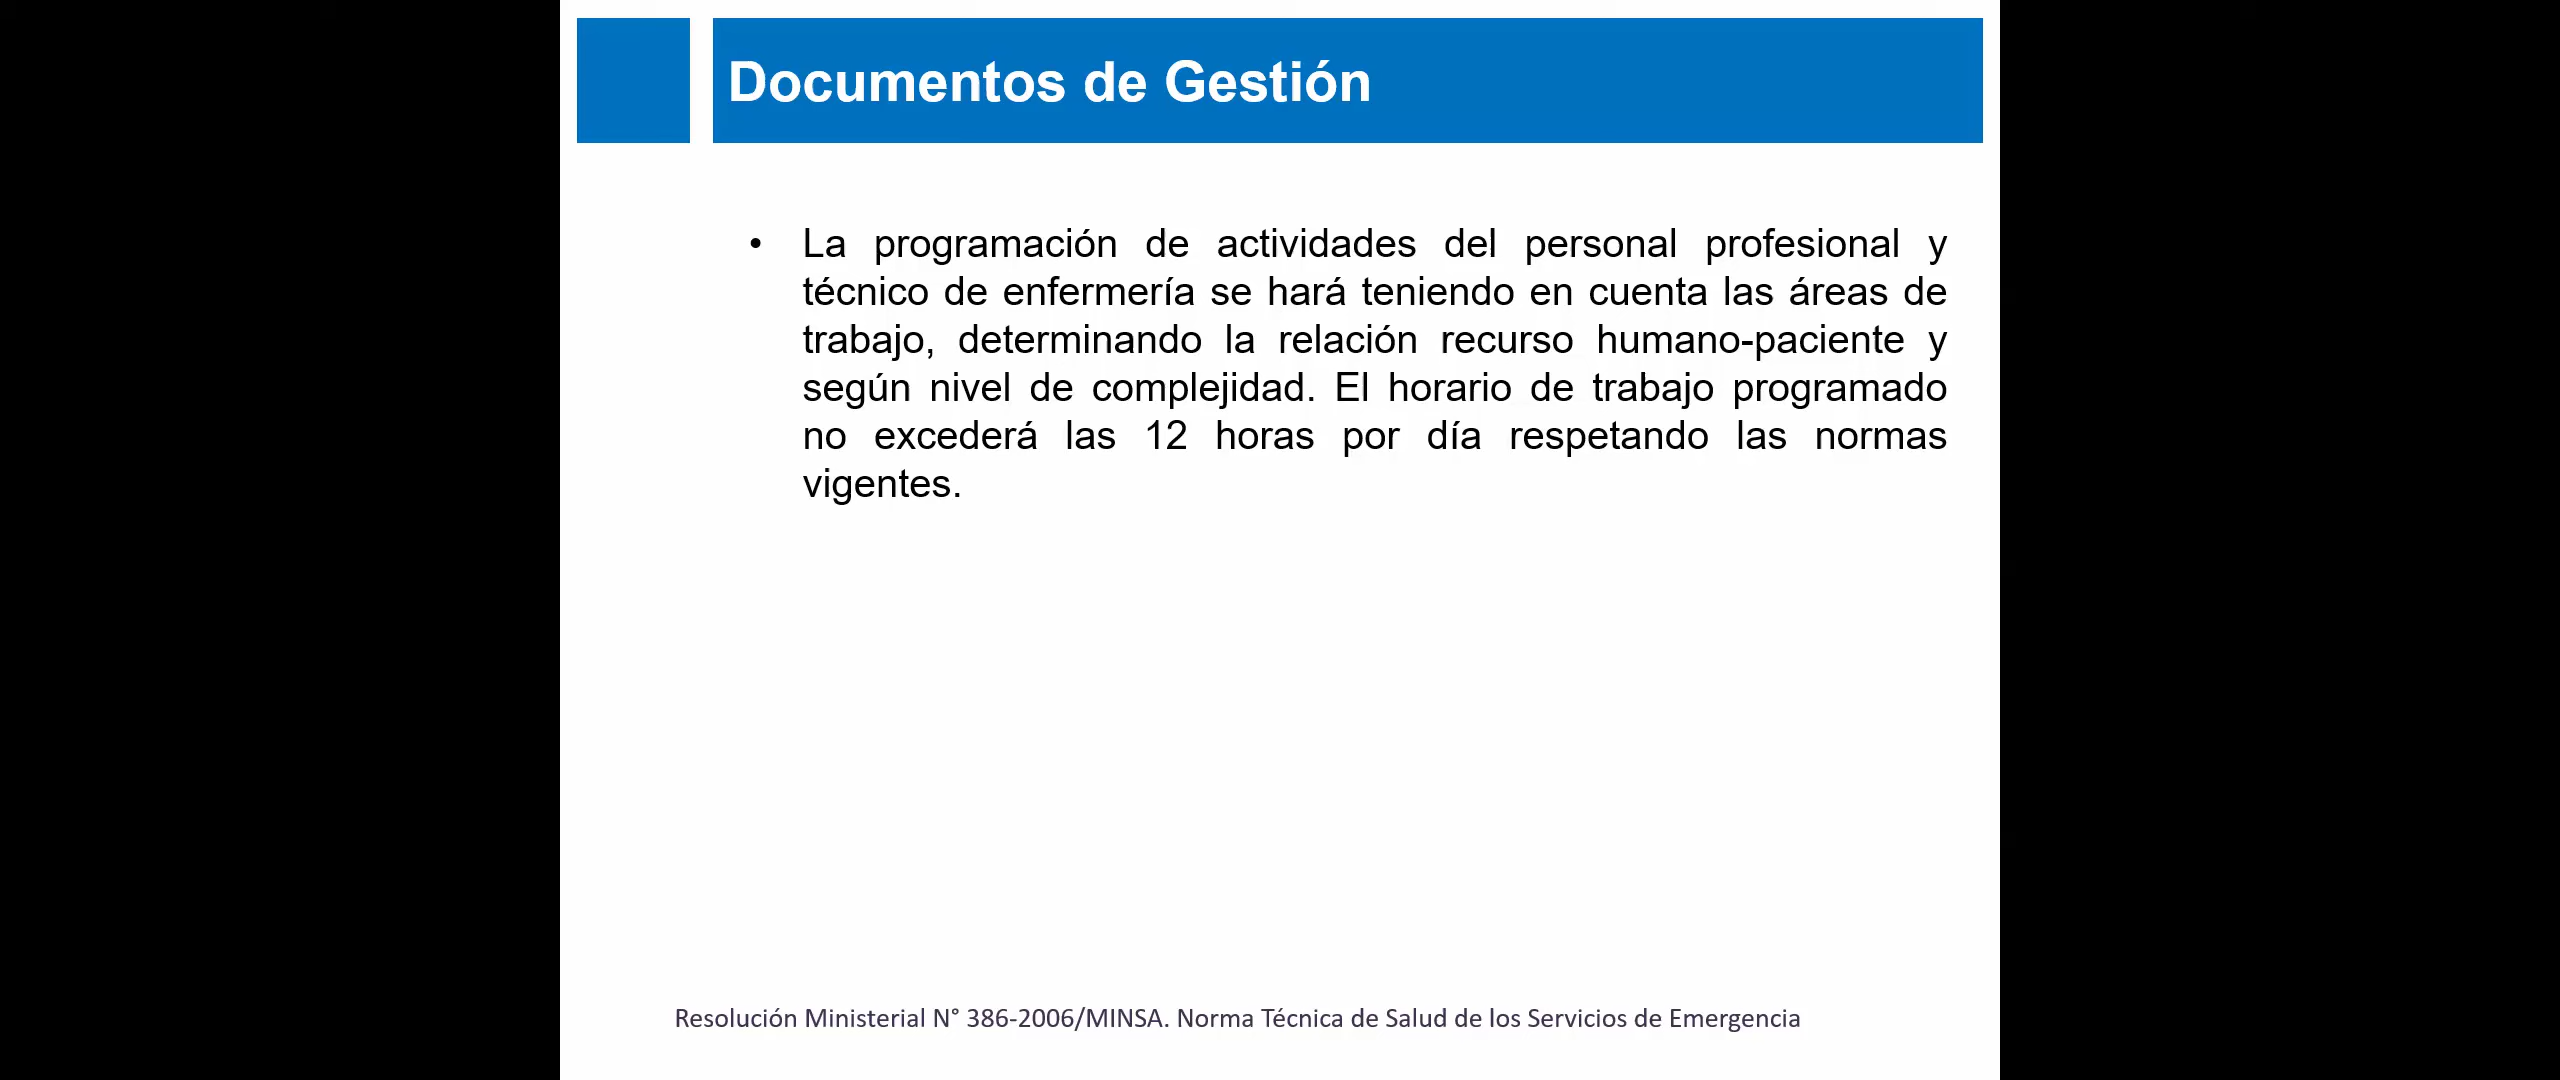 Documentos de Gestión
• La programación de actividades del personal profesional y
técnico de enfermería se hará teniendo en cuenta las áreas de
trabajo, determinando la relación recurso humano-paciente y
según nivel de complejidad. El horario de trabajo programado
no excederá las 12 horas por día respetando las normas
vigentes.
Resolución Ministerial N° 386-2006/MINSA. Norma Técnica de Salud de los Servicios de Emergencia